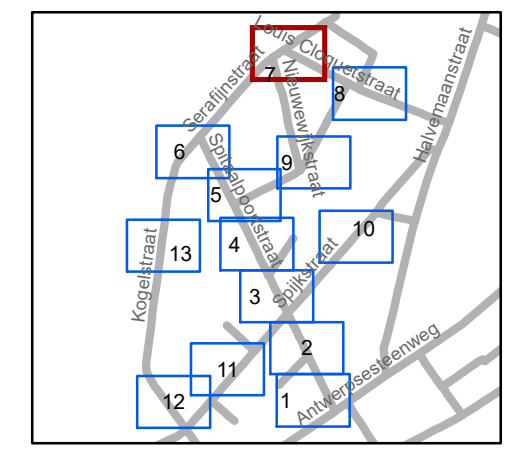 Louis Cloquetstraat
Serafijnstraat
7
Nieuwewijkstraat
8
Halvemaanstraat
6
Spitaalpoortstraat
9
5
Kogelstraat
13
4
10
Spijkstraat
3
2
11
Antwerpsesteenweg
12
1